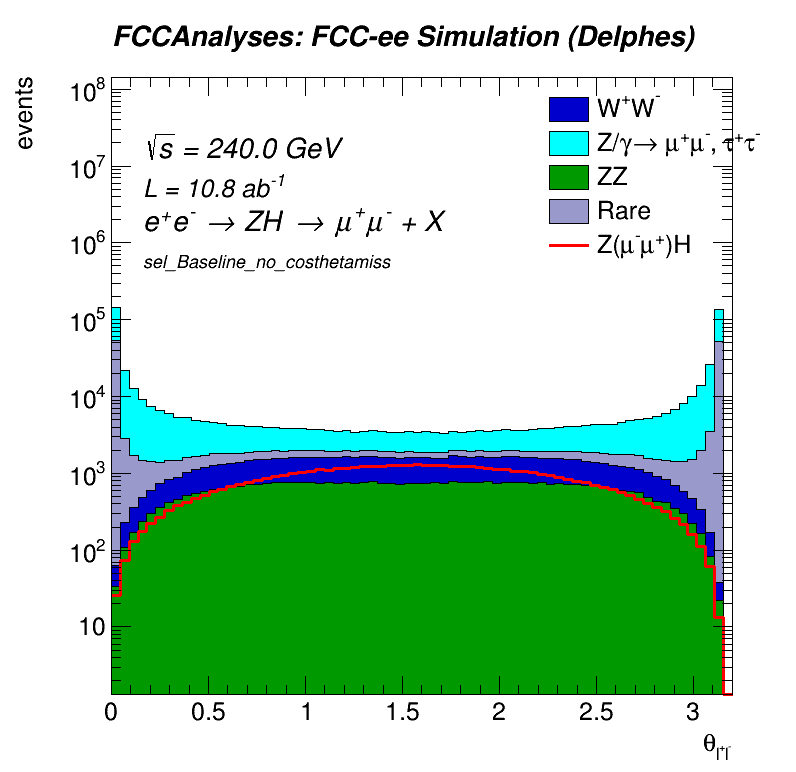 FCCAnalyses: FCC-ee Simulation (Delphes)
events
10⁸
10⁷
10⁶
10⁵
10⁴
10³
10²
10
√s = 240.0 GeV
L = 10.8 ab⁻¹
e⁺e⁻ → ZH → μ⁺μ⁻ + X
sel_Baseline_no_costhetamiss
W⁺W⁻
Z/γ→ μ⁺μ⁻, τ⁺τ⁻
ZZ
Rare
Z(μ⁻μ⁺)H
0 0.5 1 1.5 2 2.5 3
θ_l⁺l⁻